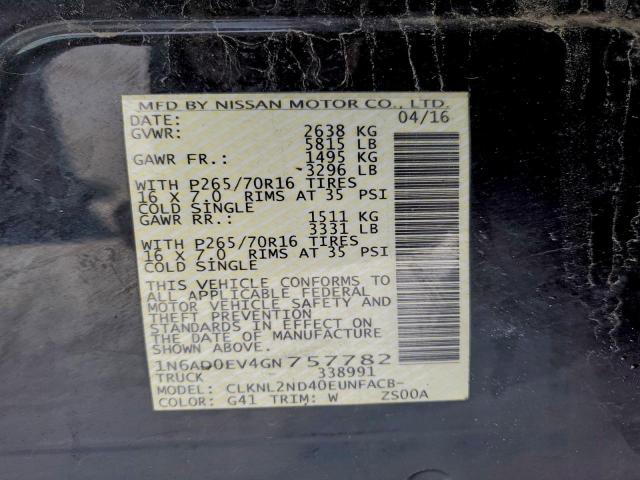 MFD BY NISSAN MOTOR CO., LTD.
DATE: 04/16
GVWR: 2638 KG
5815 LB
GAWR FR.: 1495 KG
3296 LB
WITH P265/70R16 TIRES
16 X 7.0 RIMS AT 35 PSI
COLD SINGLE
GAWR RR.: 1511 KG
3331 LB
WITH P265/70R16 TIRES
16 X 7.0 RIMS AT 35 PSI
COLD SINGLE
THIS VEHICLE CONFORMS TO
ALL APPLICABLE FEDERAL
MOTOR VEHICLE SAFETY AND
THEFT PREVENTION
STANDARDS IN EFFECT ON
THE DATE OF MANUFACTURE
SHOWN ABOVE.
1N6AD0EV4GN757782
TRUCK 338991
MODEL: CLKNL2ND40EUNFACB-
COLOR: G41 TRIM: W ZS00A